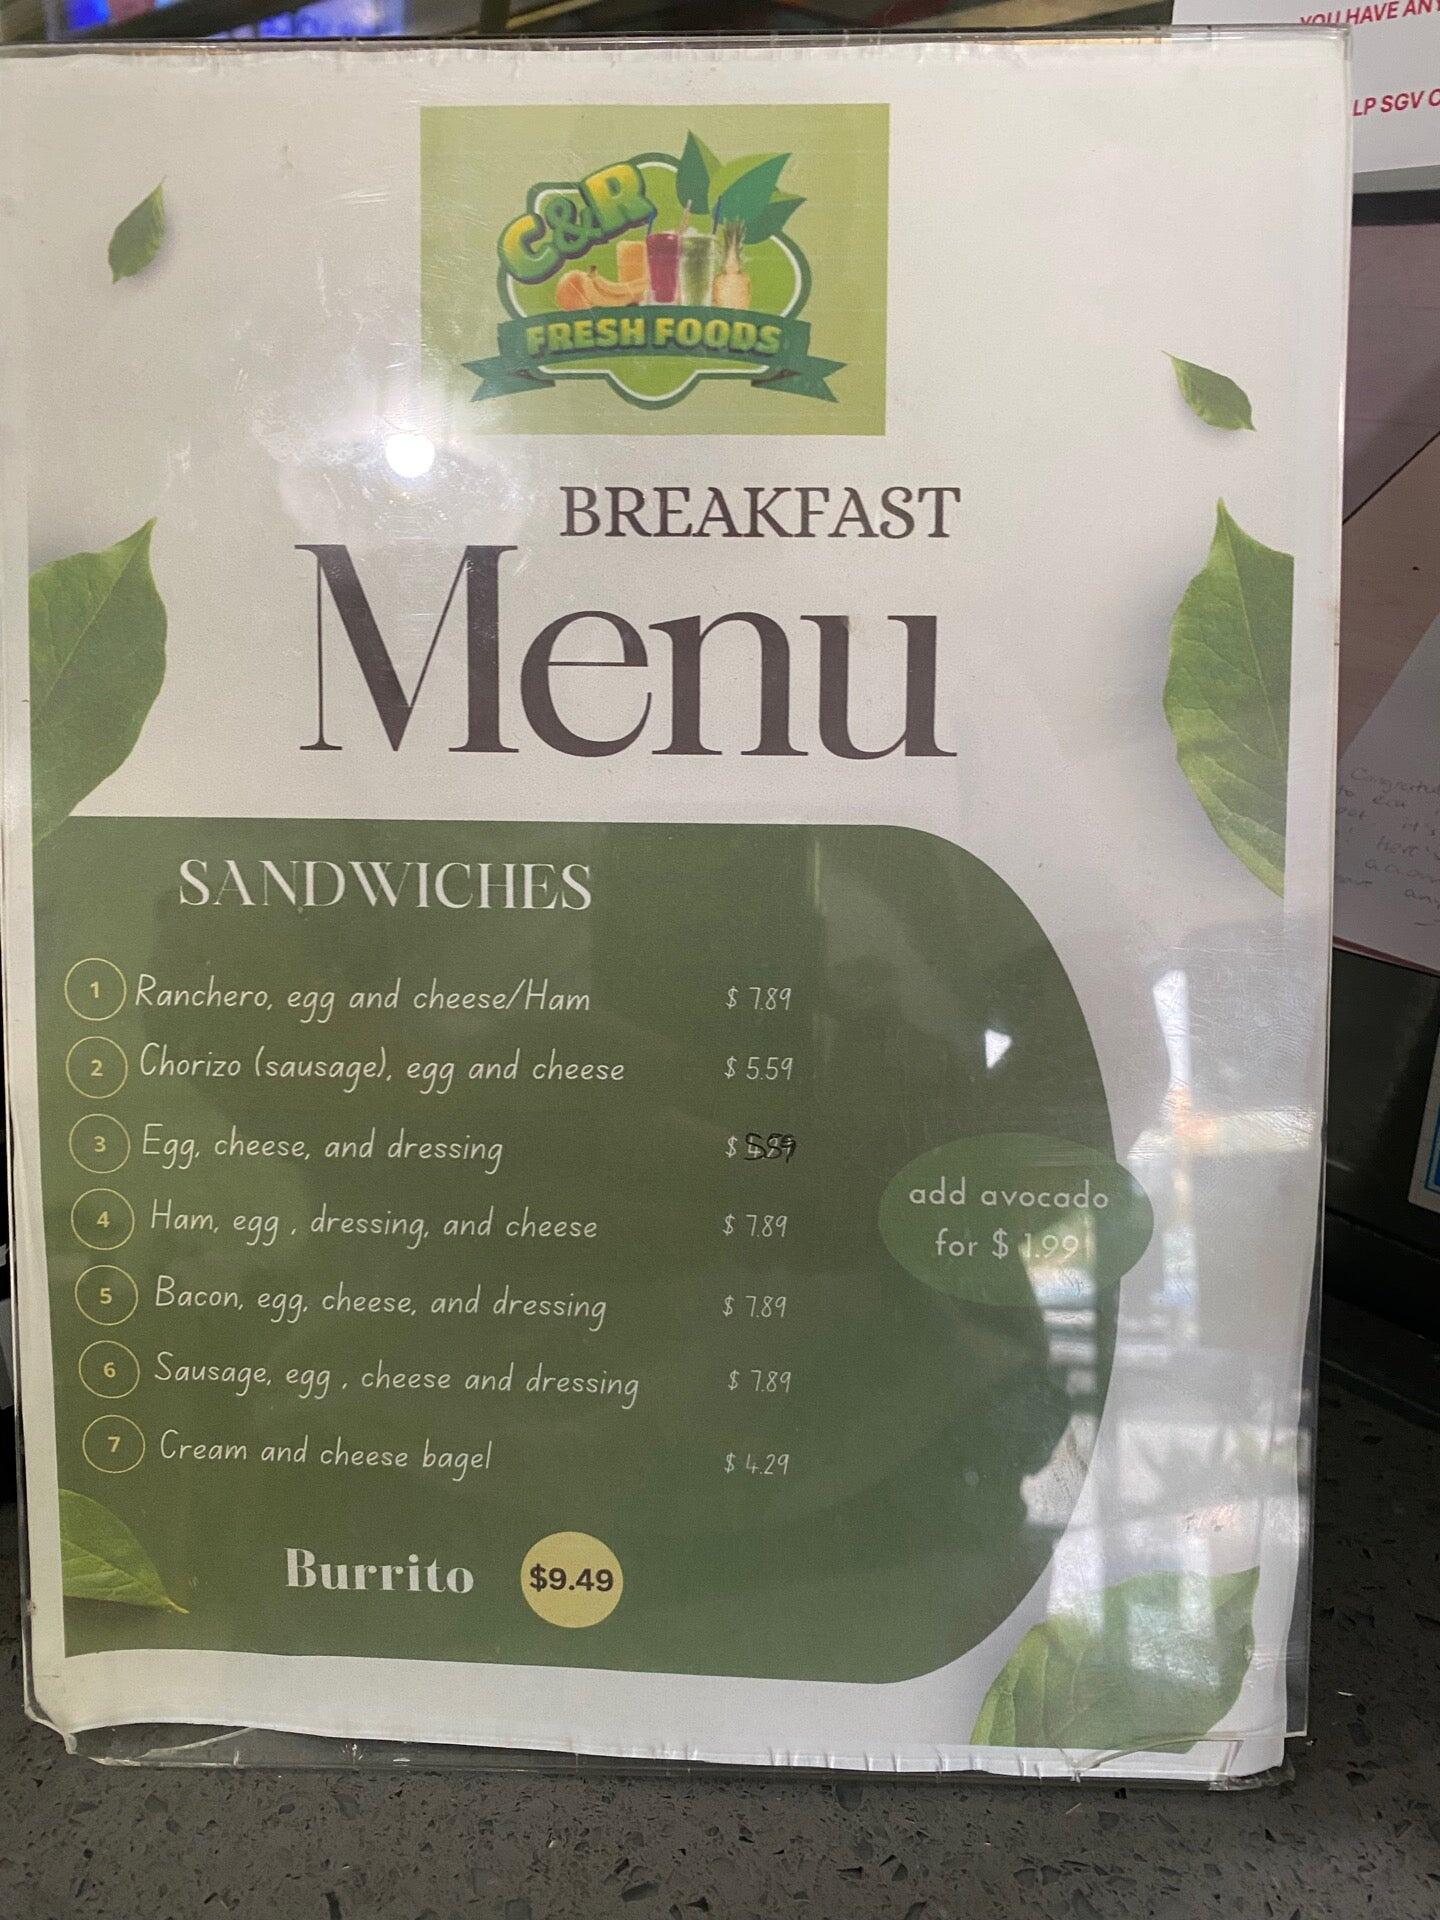 YOU HAVE ANY
LP SGV
C&R
FRESH FOODS
BREAKFAST
Menu
SANDWICHES
1 Ranchero, egg and cheese/Ham $ 7.89
2 Chorizo (sausage), egg and cheese $ 5.59
3 Egg, cheese, and dressing $ 5.59
4 Ham, egg , dressing, and cheese $ 7.89
5 Bacon, egg, cheese, and dressing $ 7.89
6 Sausage, egg , cheese and dressing $ 7.89
7 Cream and cheese bagel $ 4.29
add avocado
for $ 1.99
Burrito $9.49